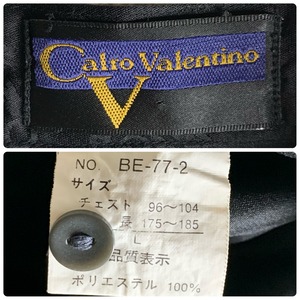 Calro Valentino
V
NO. BE-77-2
サイズ
チェスト 96~104
長 175~185
L
品質表示
ポリエステル 100%